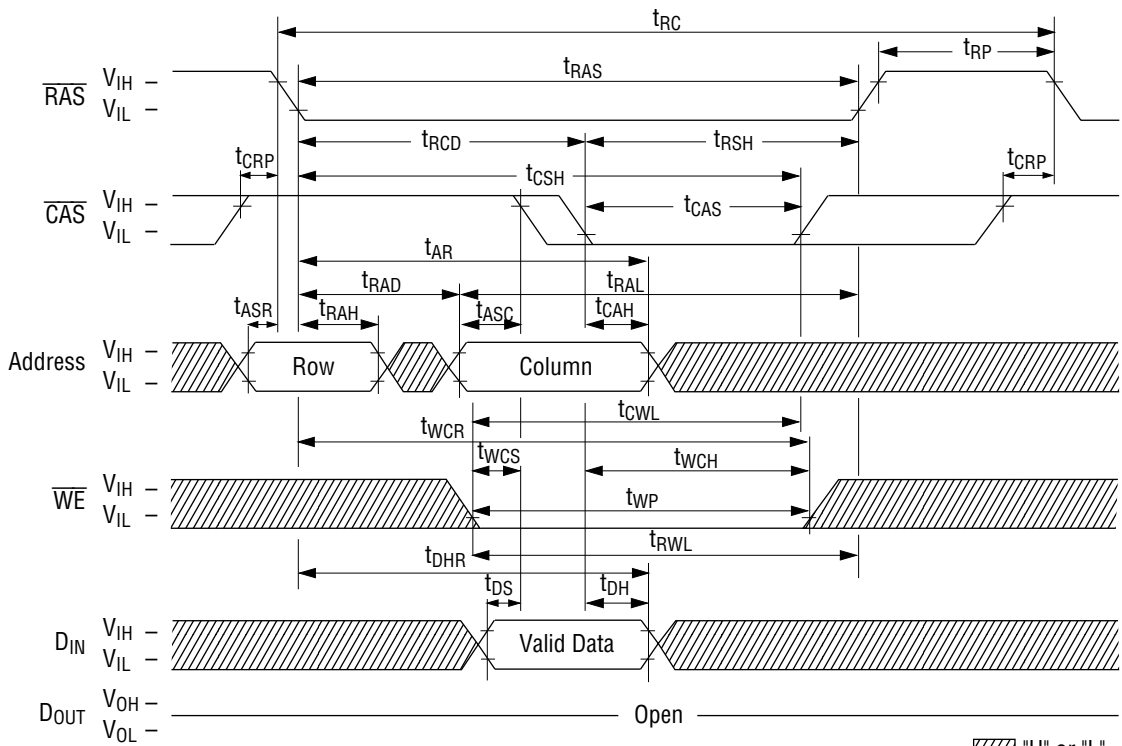 tRC
tRP
tRAS
RAS VIH –
VIL –
tRCD tRSH
tCRP tCSH tCRP
CAS VIH –
VIL –
tCAS
tAR
tRAD tRAL
tASR tRAH tASC tCAH
Address VIH –
VIL –
Row Column
tCWL
tWCR
tWCS tWCH
WE VIH –
VIL –
tWP
tRWL
tDHR
tDS tDH
DIN VIH –
VIL –
Valid Data
DOUT VOH –
VOL –
Open
"H" or "L"